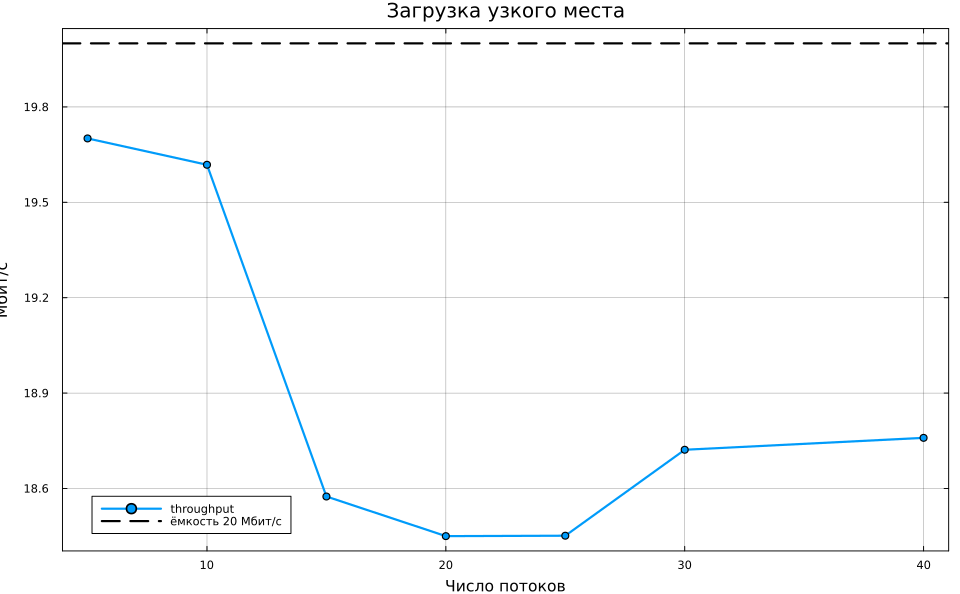 Загрузка узкого места
Мбит/с
19.8
19.5
19.2
18.9
18.6
throughput
ёмкость 20 Мбит/с
10
20
30
40
Число потоков